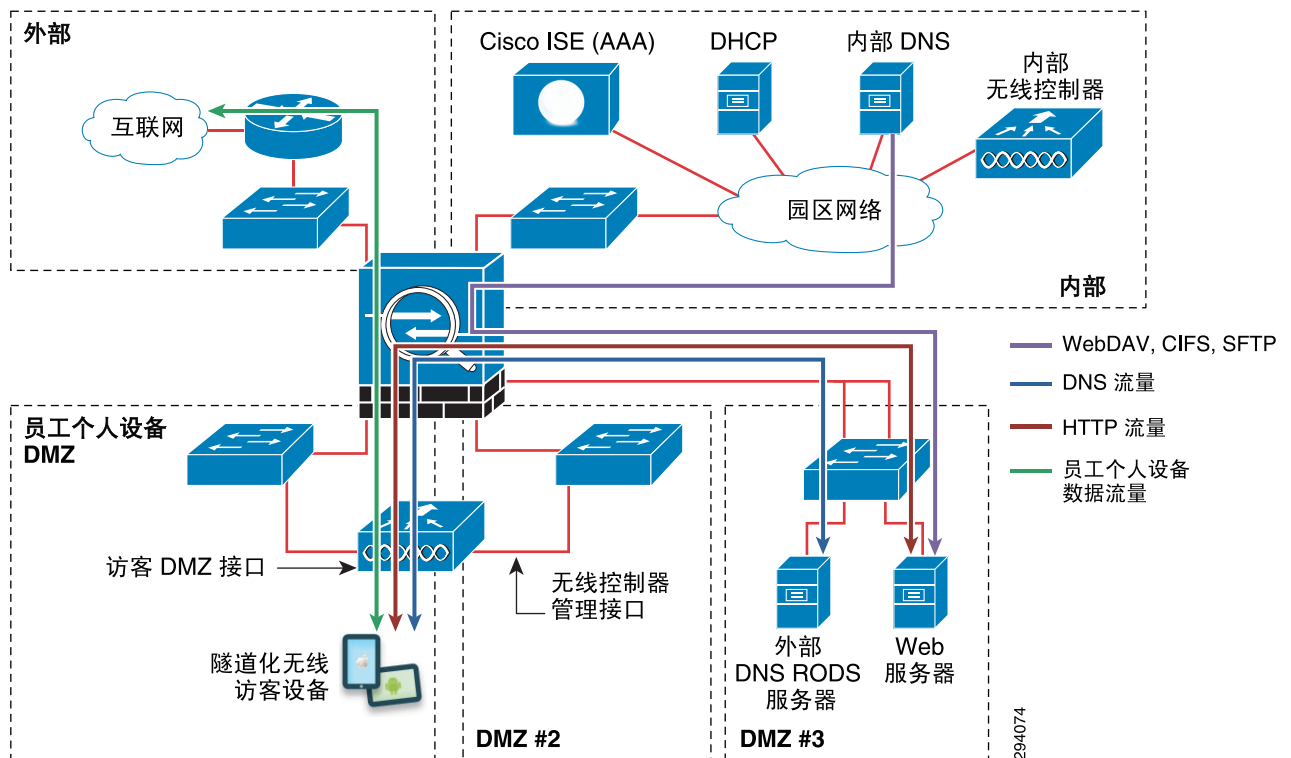 外部
互联网
Cisco ISE (AAA)
DHCP
内部 DNS
内部
无线控制器
园区网络
内部
WebDAV, CIFS, SFTP
DNS 流量
HTTP 流量
员工个人设备
数据流量
员工个人设备
DMZ
访客 DMZ 接口
无线控制器
管理接口
隧道化无线
访客设备
DMZ #2
外部
DNS RODS
服务器
Web
服务器
DMZ #3
294074